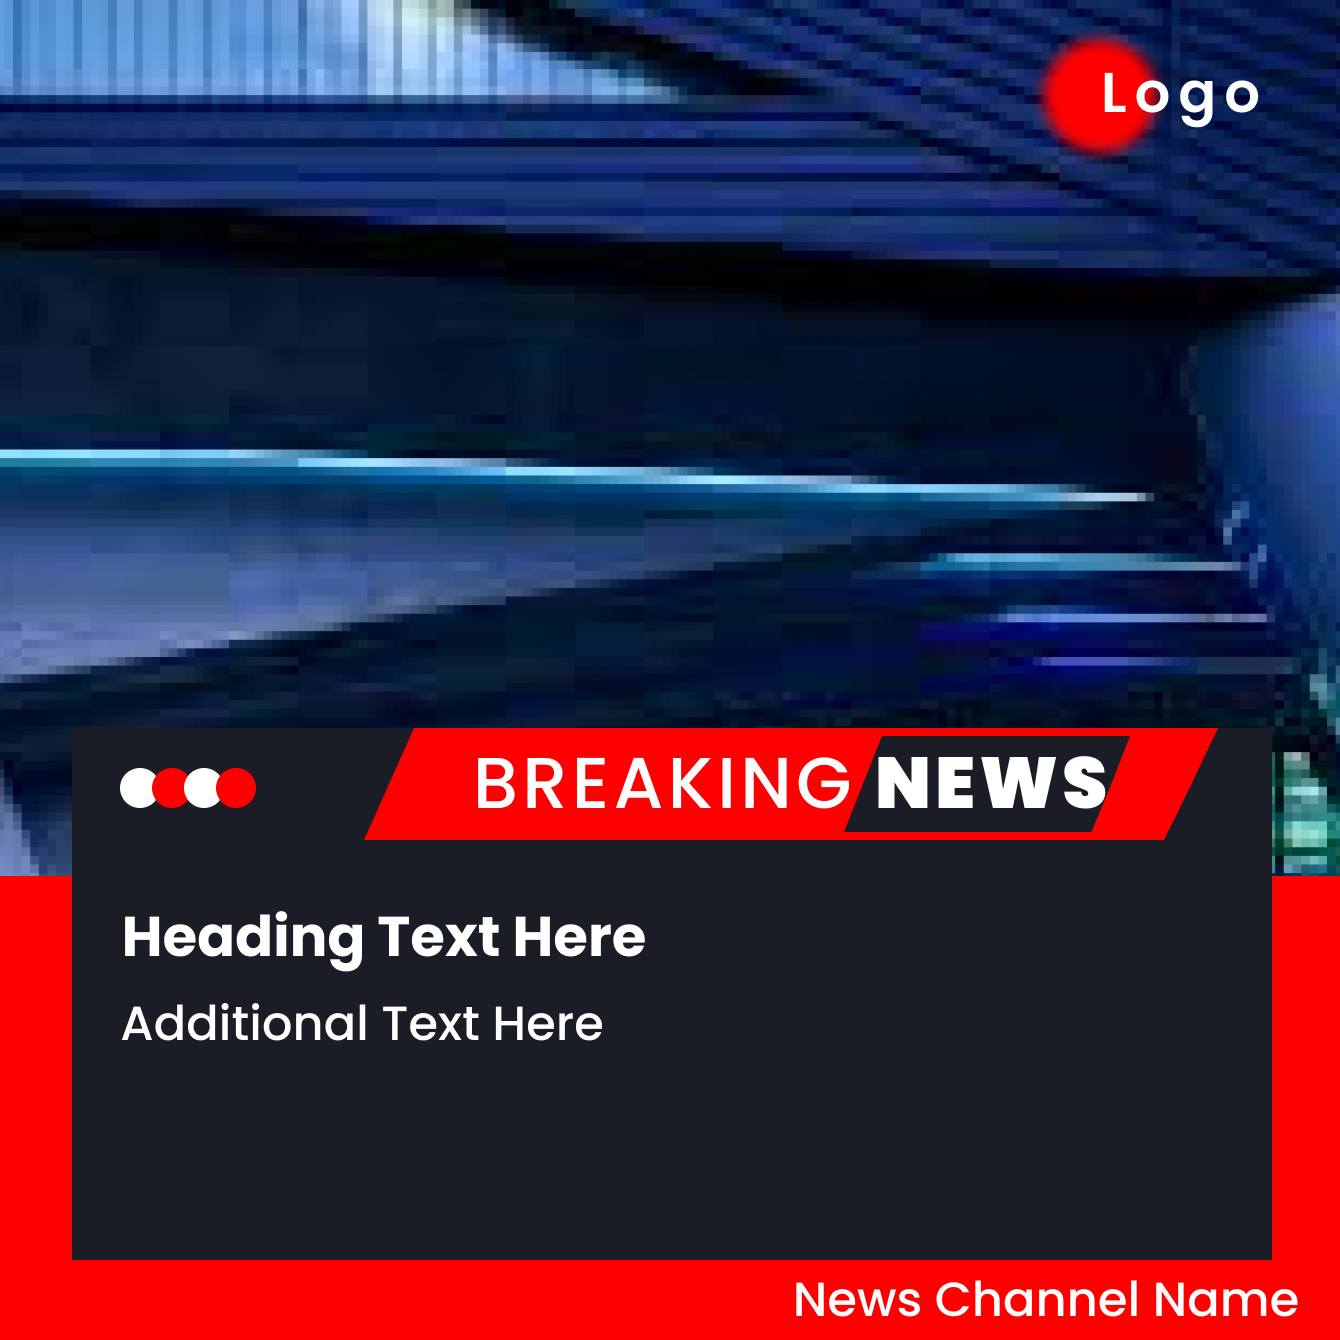 Logo
BREAKING NEWS
Heading Text Here
Additional Text Here
News Channel Name